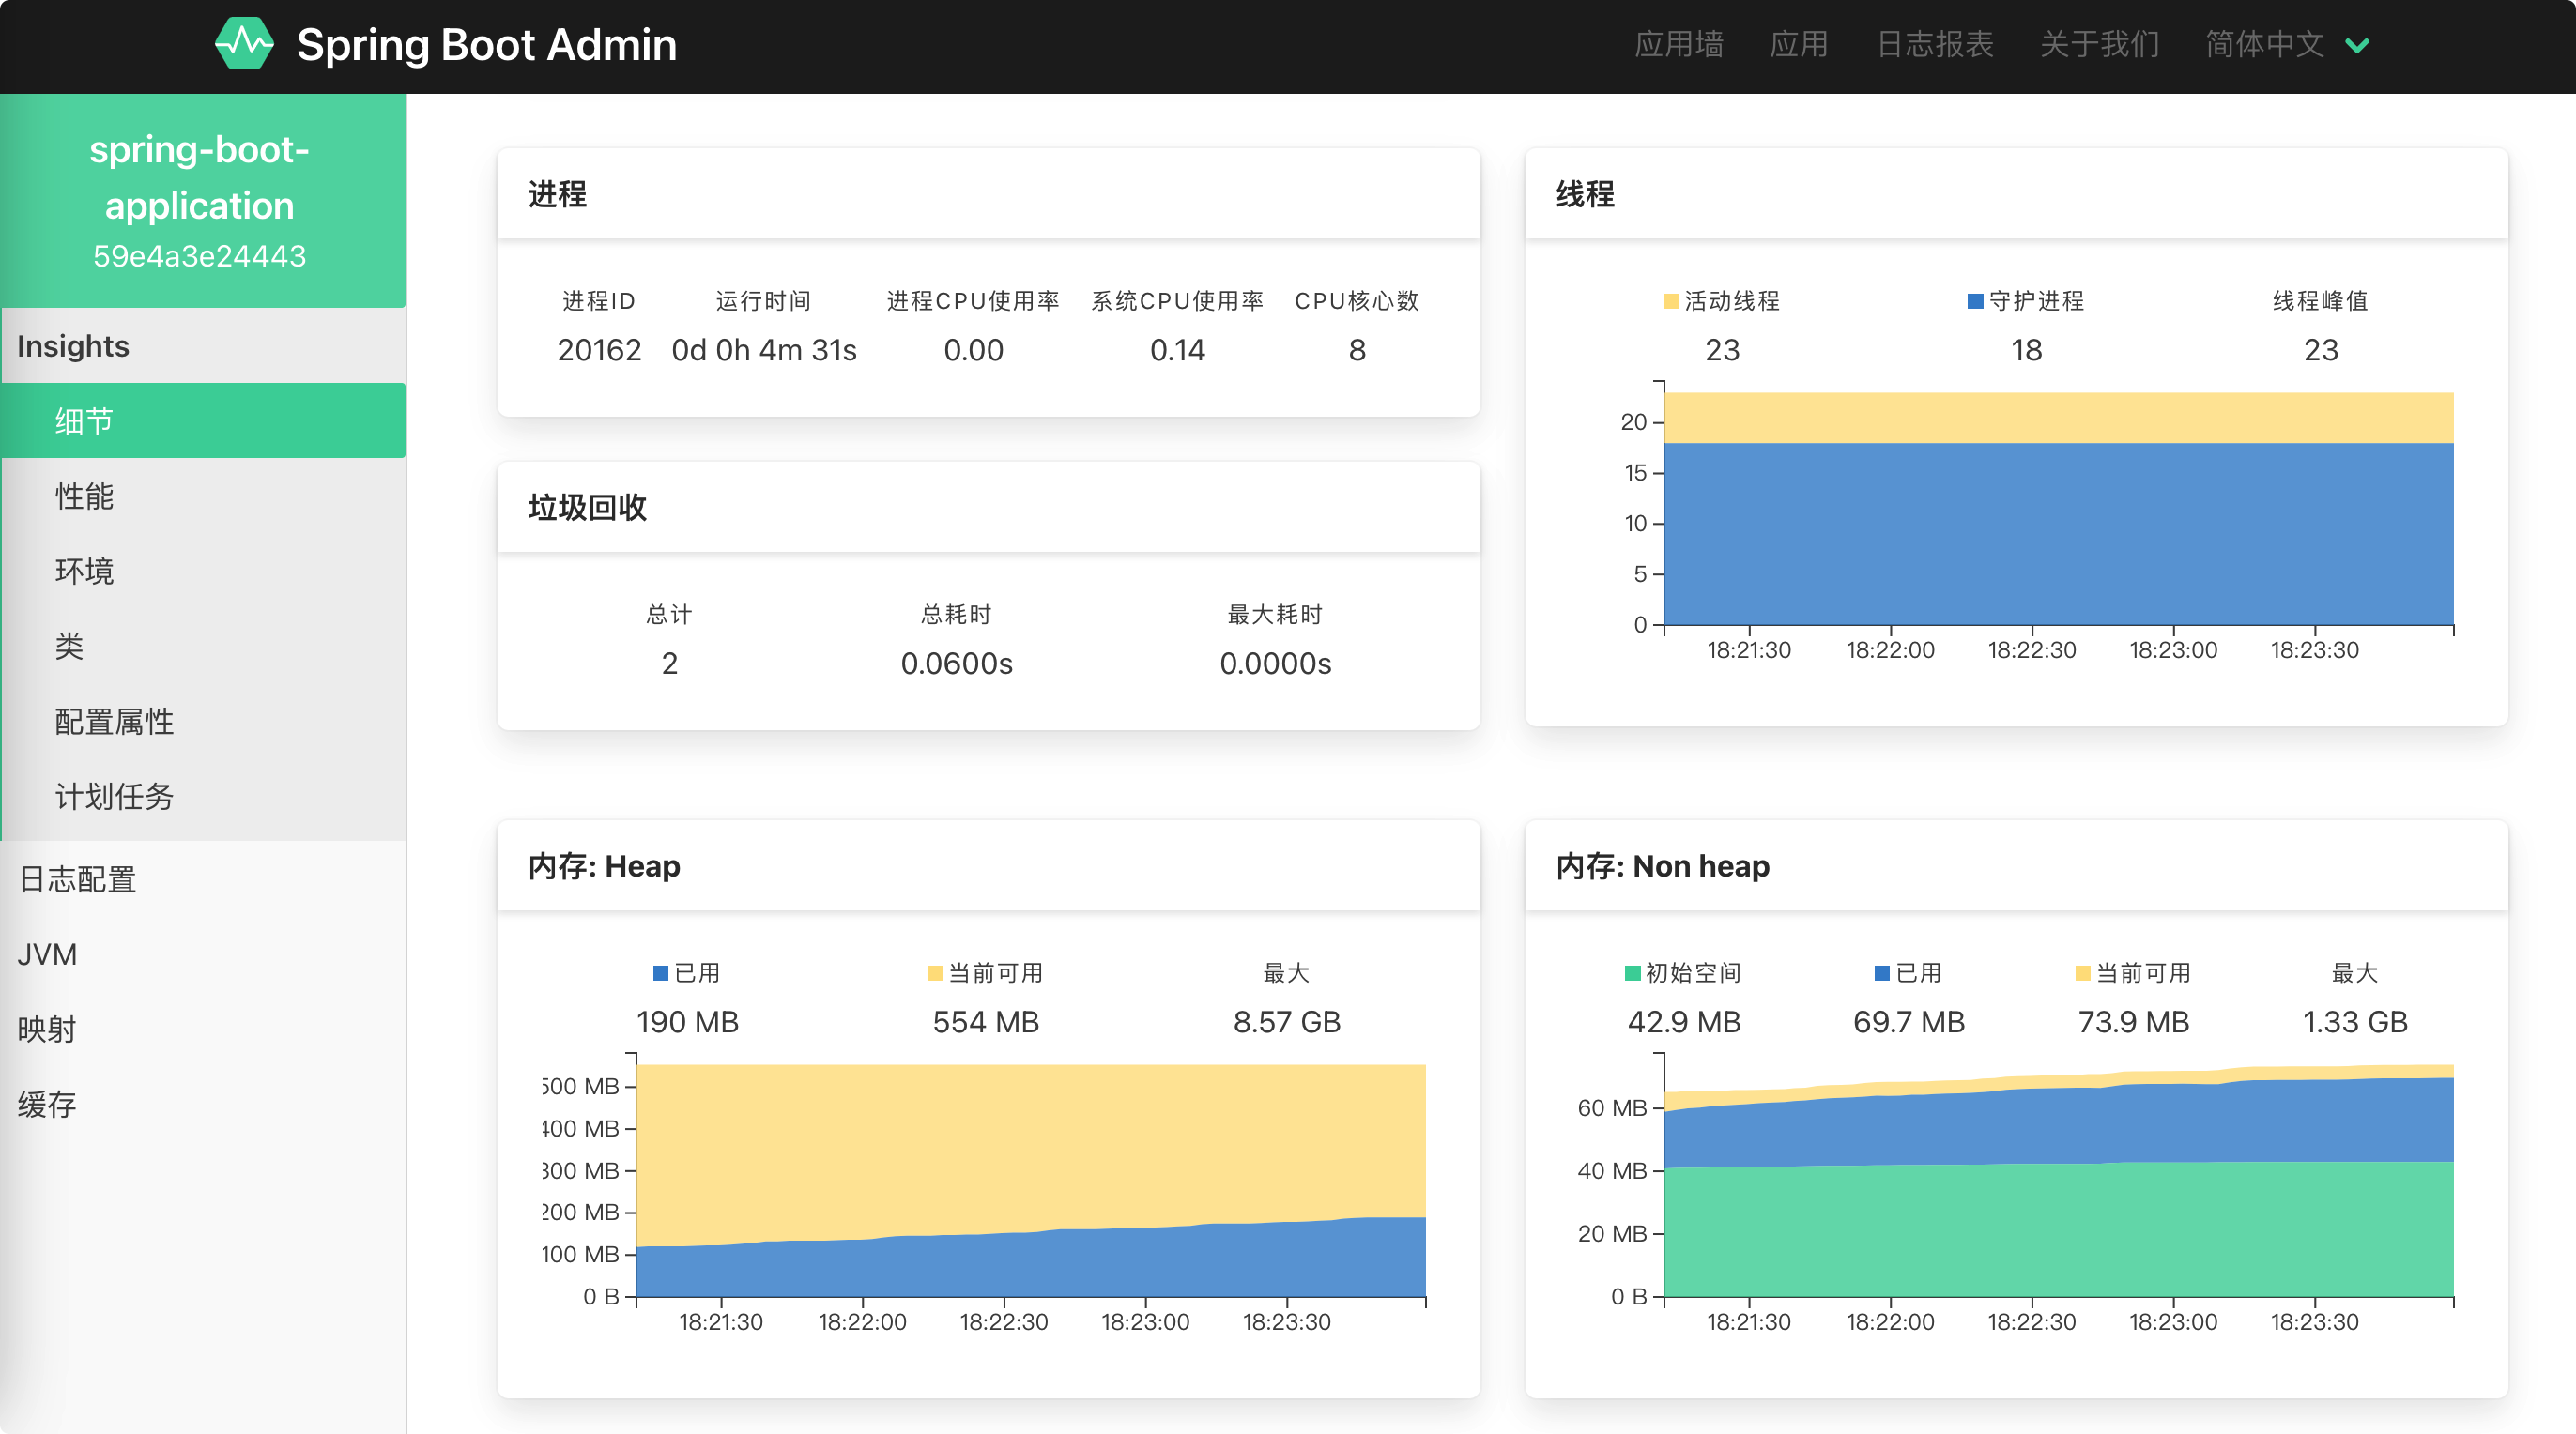 Spring Boot Admin
应用墙 应用 日志报表 关于我们 简体中文
spring-boot-
application
59e4a3e24443
Insights
细节
性能
环境
类
配置属性
计划任务
日志配置
JVM
映射
缓存
进程
进程ID 运行时间 进程CPU使用率 系统CPU使用率 CPU核心数
20162 0d 0h 4m 31s 0.00 0.14 8
垃圾回收
总计 总耗时 最大耗时
2 0.0600s 0.0000s
线程
活动线程 守护进程 线程峰值
23 18 23
20
15
10
5
0
18:21:30 18:22:00 18:22:30 18:23:00 18:23:30
内存: Heap
已用 当前可用 最大
190 MB 554 MB 8.57 GB
500 MB
400 MB
300 MB
200 MB
100 MB
0 B
18:21:30 18:22:00 18:22:30 18:23:00 18:23:30
内存: Non heap
初始空间 已用 当前可用 最大
42.9 MB 69.7 MB 73.9 MB 1.33 GB
60 MB
40 MB
20 MB
0 B
18:21:30 18:22:00 18:22:30 18:23:00 18:23:30